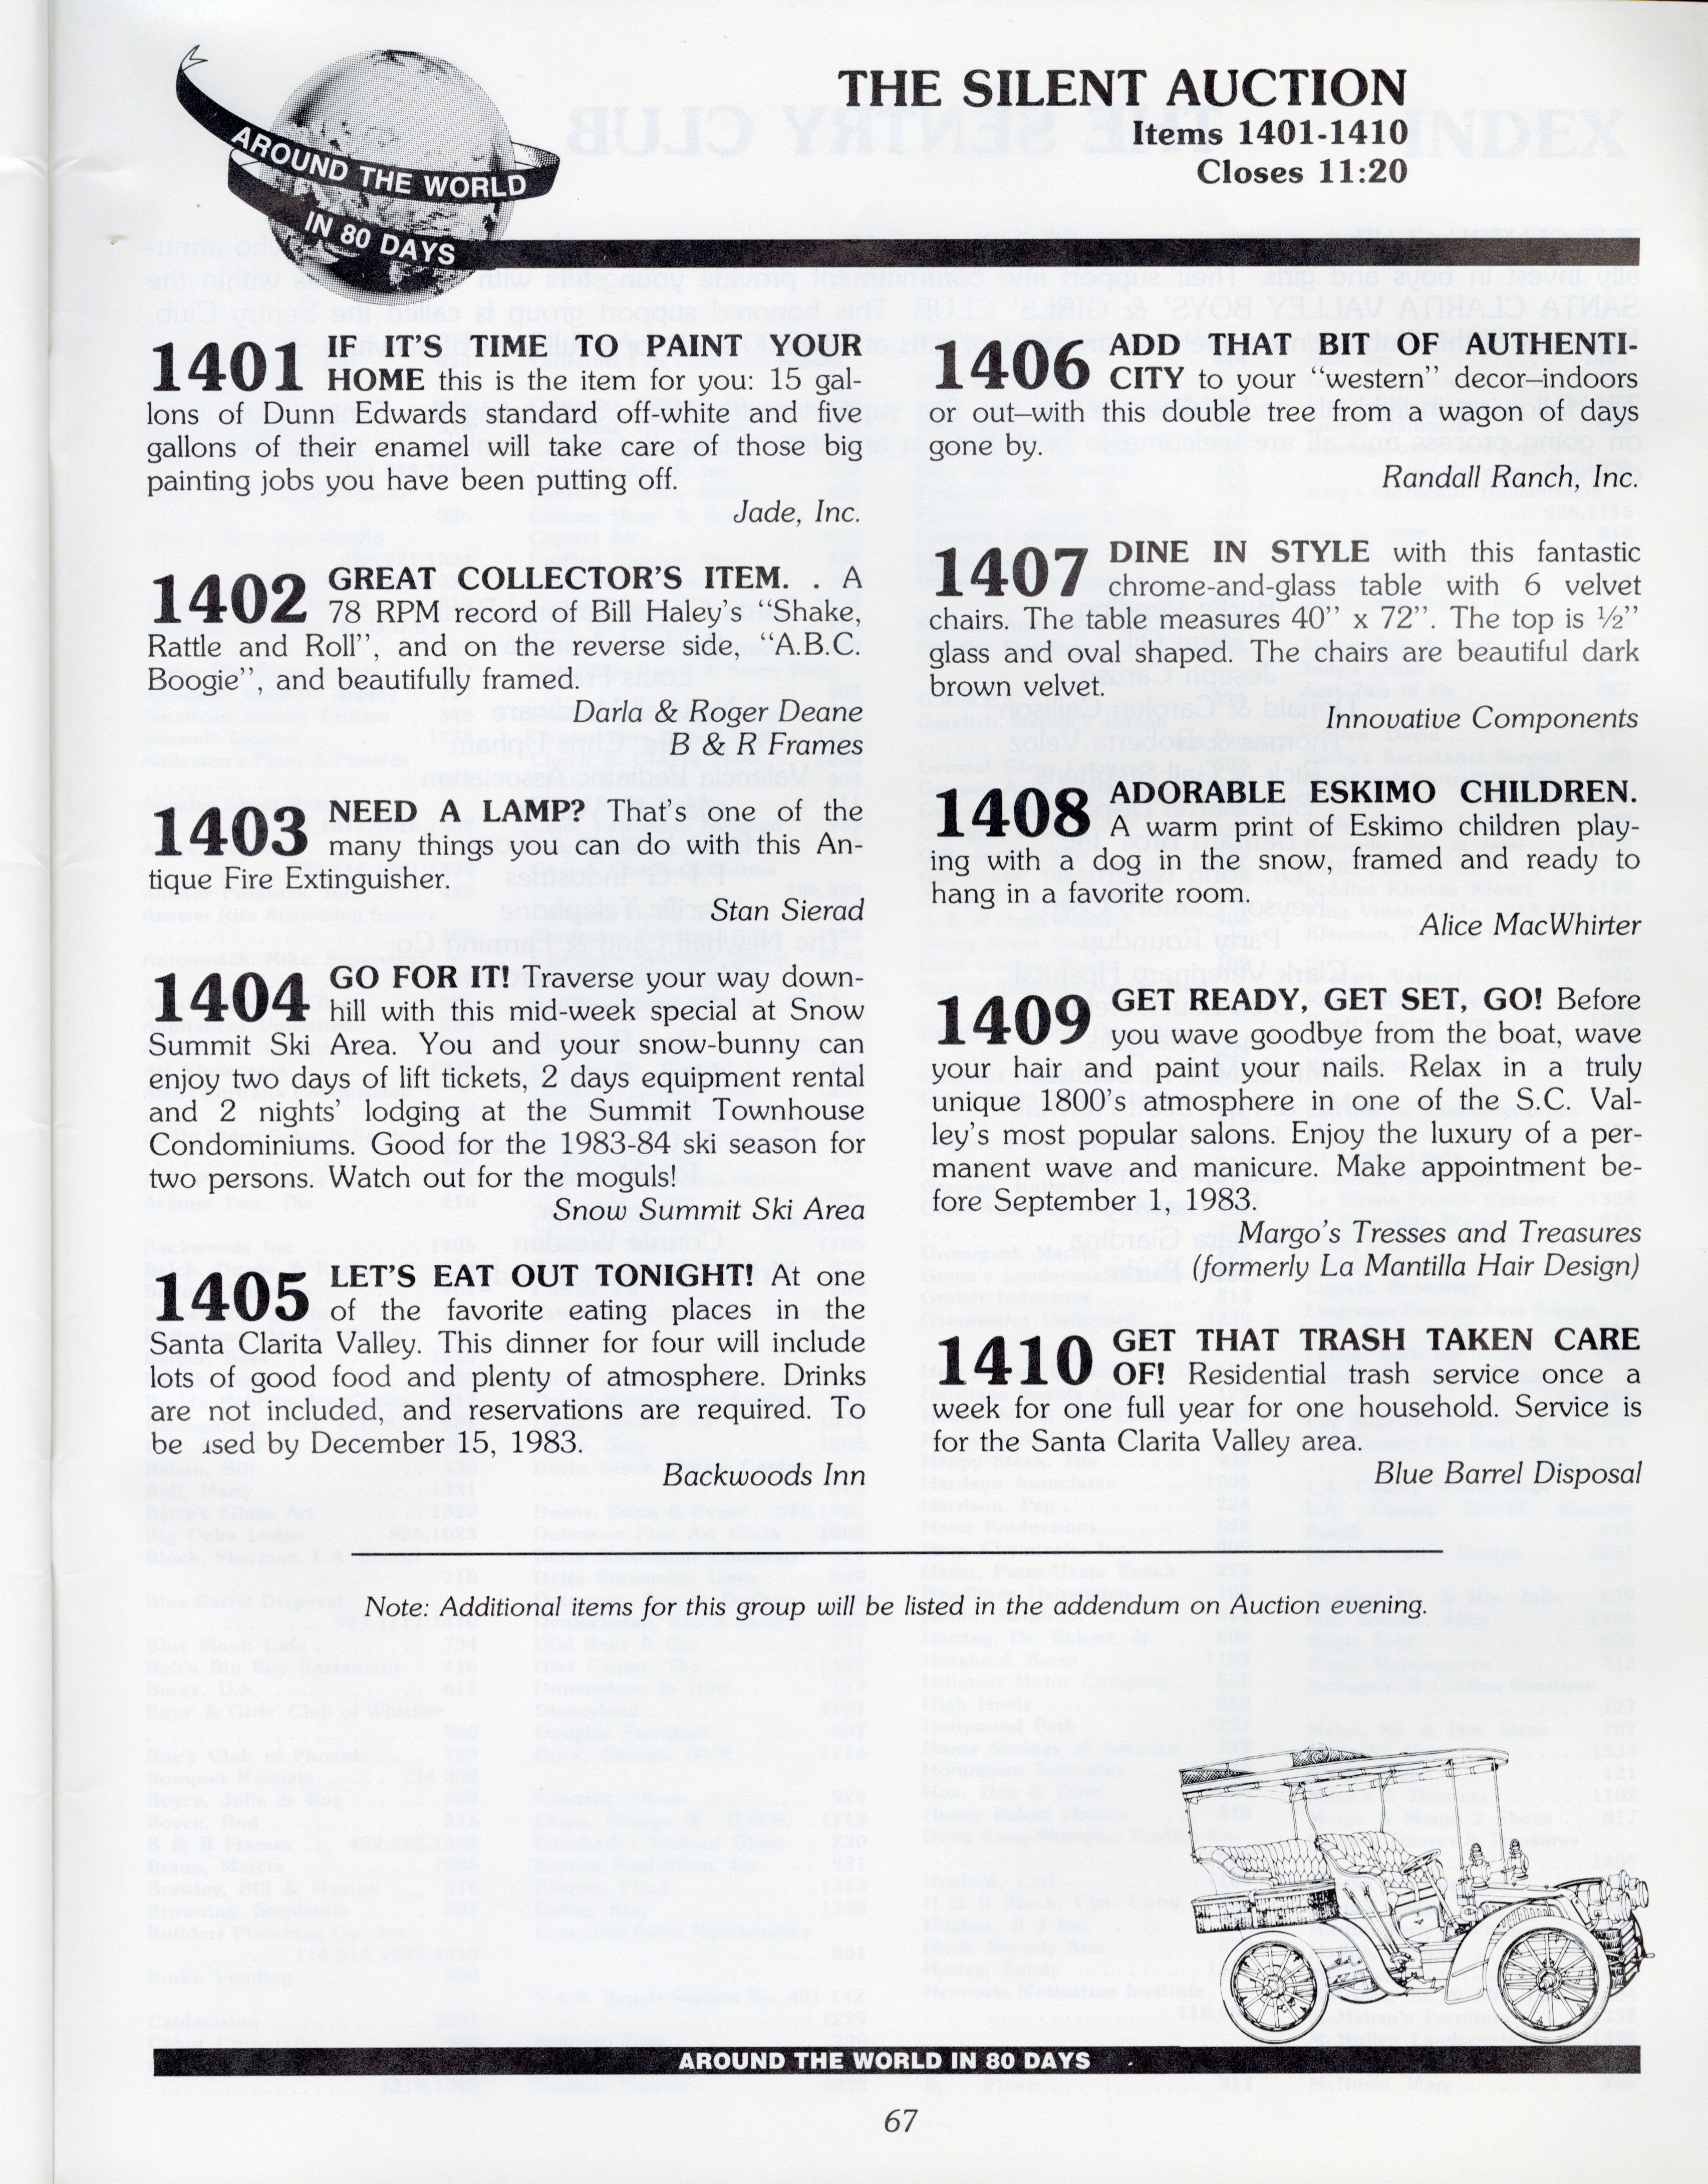 AROUND THE WORLD
IN 80 DAYS
THE SILENT AUCTION
Items 1401-1410
Closes 11:20
1401 IF IT'S TIME TO PAINT YOUR
HOME this is the item for you: 15 gal-
lons of Dunn Edwards standard off-white and five
gallons of their enamel will take care of those big
painting jobs you have been putting off.
Jade, Inc.
1402 GREAT COLLECTOR'S ITEM. . A
78 RPM record of Bill Haley's “Shake,
Rattle and Roll”, and on the reverse side, “A.B.C.
Boogie”, and beautifully framed.
Darla & Roger Deane
B & R Frames
1403 NEED A LAMP? That's one of the
many things you can do with this An-
tique Fire Extinguisher.
Stan Sierad
1404 GO FOR IT! Traverse your way down-
hill with this mid-week special at Snow
Summit Ski Area. You and your snow-bunny can
enjoy two days of lift tickets, 2 days equipment rental
and 2 nights' lodging at the Summit Townhouse
Condominiums. Good for the 1983-84 ski season for
two persons. Watch out for the moguls!
Snow Summit Ski Area
1405 LET'S EAT OUT TONIGHT! At one
of the favorite eating places in the
Santa Clarita Valley. This dinner for four will include
lots of good food and plenty of atmosphere. Drinks
are not included, and reservations are required. To
be used by December 15, 1983.
Backwoods Inn
1406 ADD THAT BIT OF AUTHENTI-
CITY to your “western” decor—indoors
or out—with this double tree from a wagon of days
gone by.
Randall Ranch, Inc.
1407 DINE IN STYLE with this fantastic
chrome-and-glass table with 6 velvet
chairs. The table measures 40” x 72”. The top is ½”
glass and oval shaped. The chairs are beautiful dark
brown velvet.
Innovative Components
1408 ADORABLE ESKIMO CHILDREN.
A warm print of Eskimo children play-
ing with a dog in the snow, framed and ready to
hang in a favorite room.
Alice MacWhirter
1409 GET READY, GET SET, GO! Before
you wave goodbye from the boat, wave
your hair and paint your nails. Relax in a truly
unique 1800's atmosphere in one of the S.C. Val-
ley's most popular salons. Enjoy the luxury of a per-
manent wave and manicure. Make appointment be-
fore September 1, 1983.
Margo's Tresses and Treasures
(formerly La Mantilla Hair Design)
1410 GET THAT TRASH TAKEN CARE
OF! Residential trash service once a
week for one full year for one household. Service is
for the Santa Clarita Valley area.
Blue Barrel Disposal
Note: Additional items for this group will be listed in the addendum on Auction evening.
AROUND THE WORLD IN 80 DAYS
67